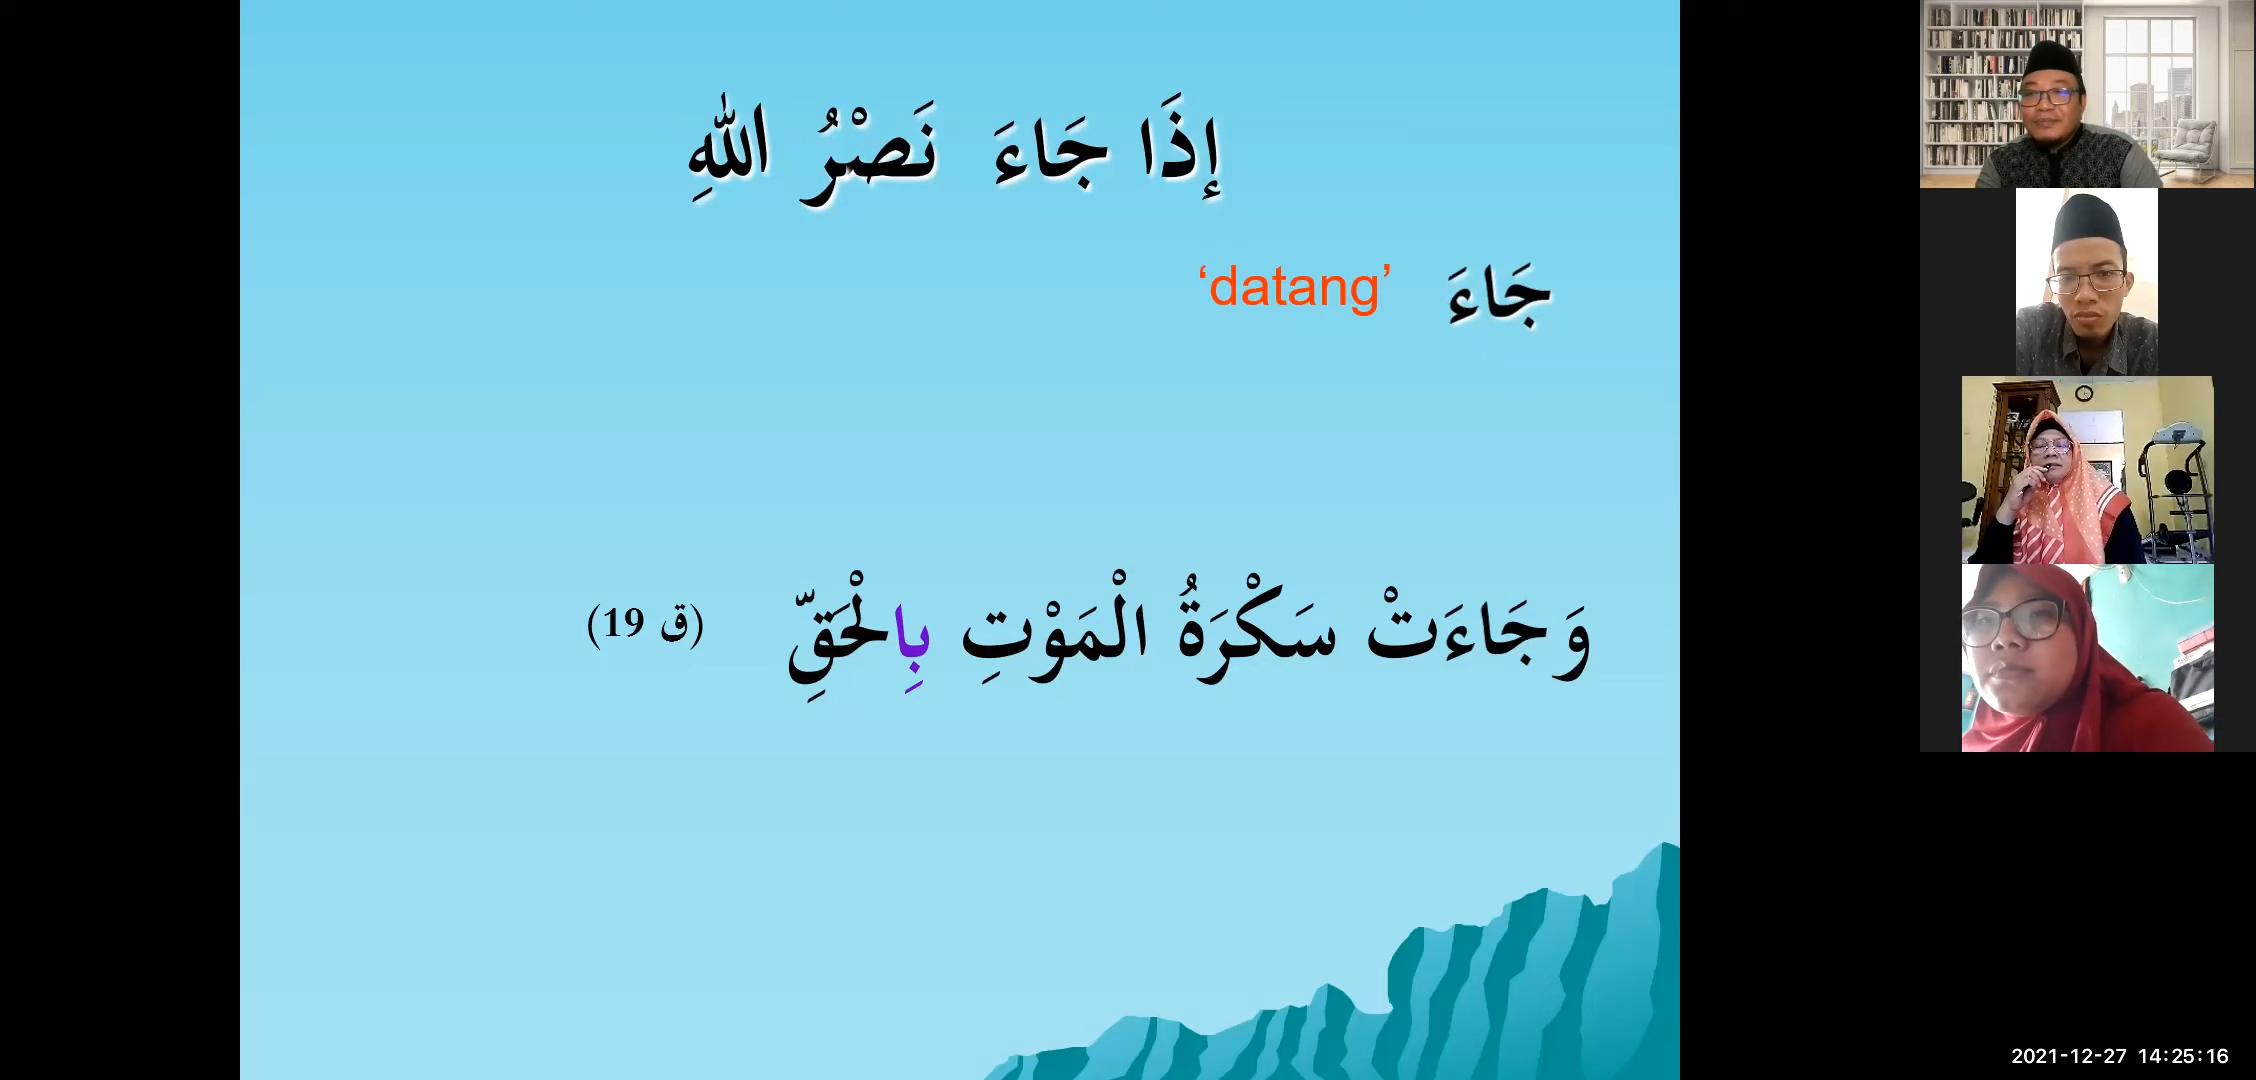 إِذَا جَاءَ نَصْرُ اللهِ
جَاءَ ‘datang’
وَجَاءَتْ سَكْرَةُ الْمَوْتِ بِالْحَقِّ (ق 19)
2021-12-27 14:25:16